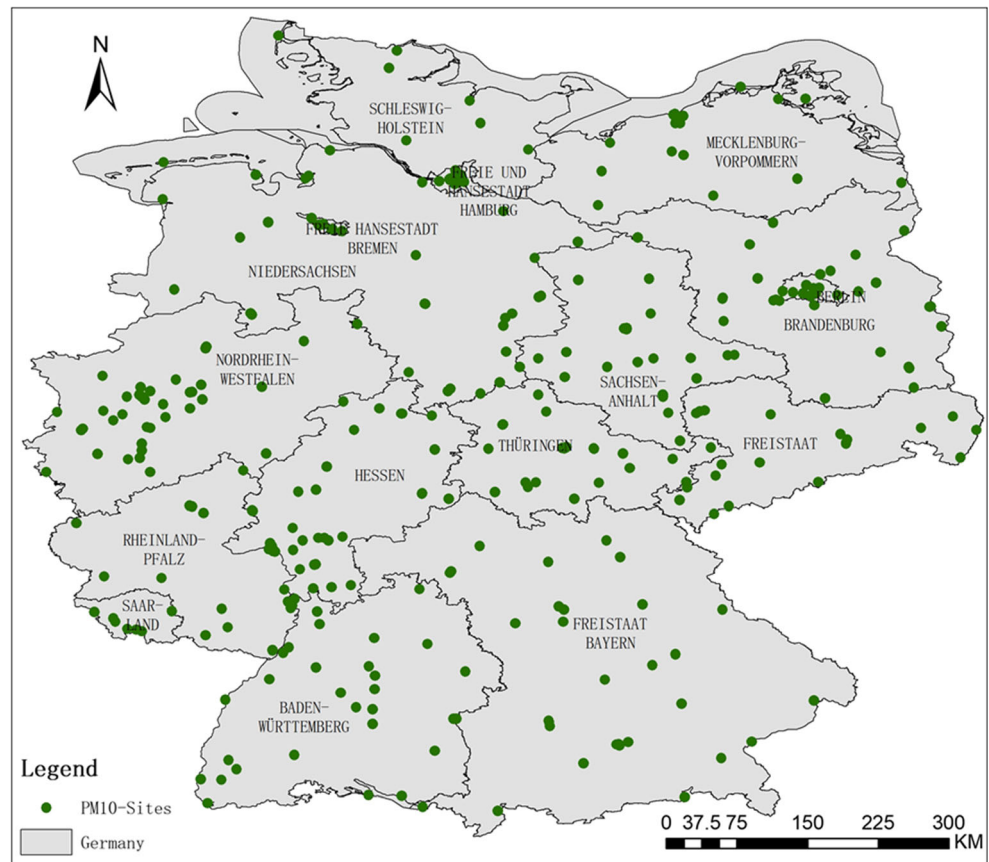 N
SCHLESWIG-
HOLSTEIN
MECKLENBURG-
VORPOMMERN
FREIE UND
HANSESTADT
HAMBURG
FREIE HANSESTADT
BREMEN
NIEDERSACHSEN
BERLIN
BRANDENBURG
NORDRHEIN-
WESTFALEN
SACHSEN-
ANHALT
THÜRINGEN
FREISTAAT
HESSEN
RHEINLAND-
PFALZ
SAAR-
LAND
FREISTAAT
BAYERN
BADEN-
WÜRTTEMBERG
Legend
PM10-Sites
Germany
0 37.5 75 150 225 300
KM